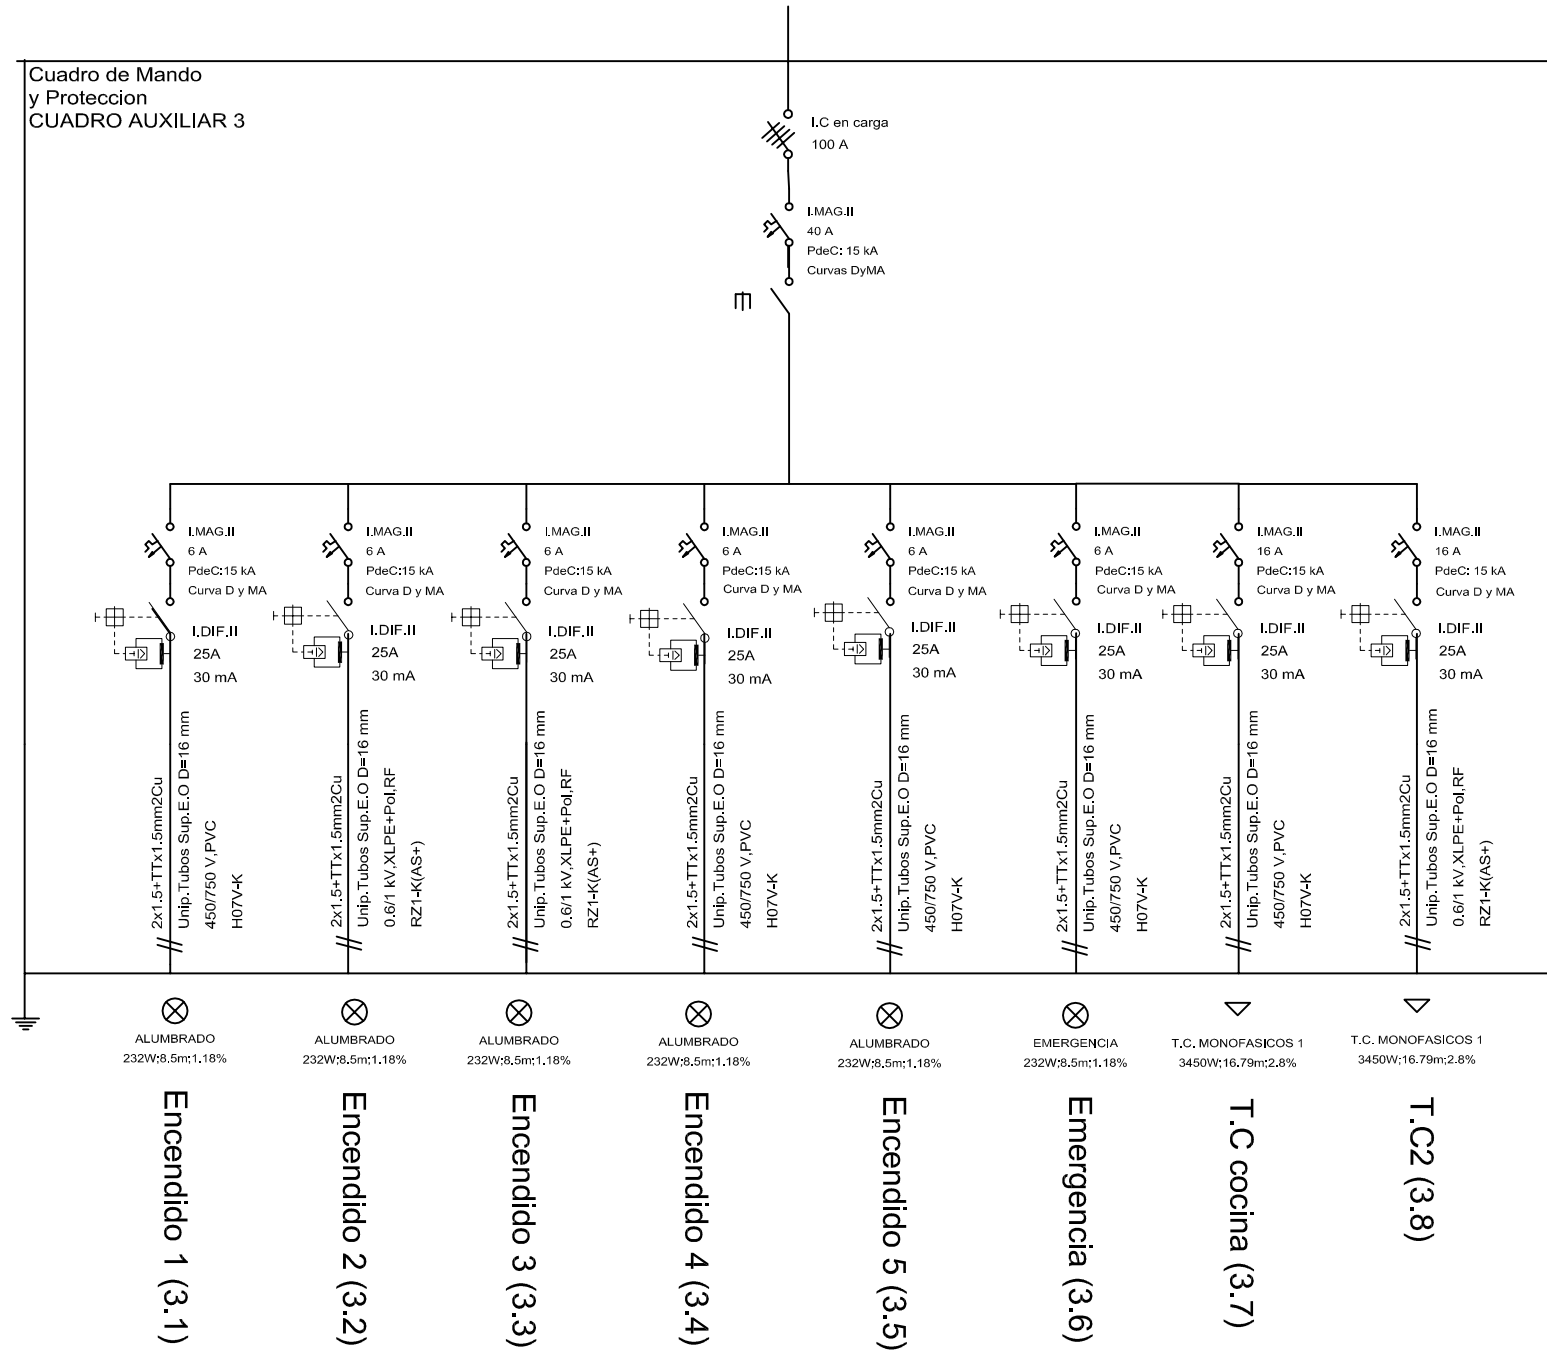 Cuadro de Mando
y Proteccion
CUADRO AUXILIAR 3
I.C en carga
100 A
I.MAG.II
40 A
PdeC: 15 kA
Curvas DyMA
I.MAG.II
6 A
PdeC:15 kA
Curva D y MA
I.DIF.II
25A
30 mA
2x1.5+TTx1.5mm2Cu
Unip.Tubos Sup.E.O D=16 mm
450/750 V,PVC
H07V-K
ALUMBRADO
232W;8.5m;1.18%
Encendido 1 (3.1)
I.MAG.II
6 A
PdeC:15 kA
Curva D y MA
I.DIF.II
25A
30 mA
2x1.5+TTx1.5mm2Cu
Unip.Tubos Sup.E.O D=16 mm
0.6/1 kV,XLPE+Pol,RF
RZ1-K(AS+)
ALUMBRADO
232W;8.5m;1.18%
Encendido 2 (3.2)
I.MAG.II
6 A
PdeC:15 kA
Curva D y MA
I.DIF.II
25A
30 mA
2x1.5+TTx1.5mm2Cu
Unip.Tubos Sup.E.O D=16 mm
0.6/1 kV,XLPE+Pol,RF
RZ1-K(AS+)
ALUMBRADO
232W;8.5m;1.18%
Encendido 3 (3.3)
I.MAG.II
6 A
PdeC:15 kA
Curva D y MA
I.DIF.II
25A
30 mA
2x1.5+TTx1.5mm2Cu
Unip.Tubos Sup.E.O D=16 mm
450/750 V,PVC
H07V-K
ALUMBRADO
232W;8.5m;1.18%
Encendido 4 (3.4)
I.MAG.II
6 A
PdeC:15 kA
Curva D y MA
I.DIF.II
25A
30 mA
2x1.5+TTx1.5mm2Cu
Unip.Tubos Sup.E.O D=16 mm
450/750 V,PVC
H07V-K
ALUMBRADO
232W;8.5m;1.18%
Encendido 5 (3.5)
I.MAG.II
6 A
PdeC:15 kA
Curva D y MA
I.DIF.II
25A
30 mA
2x1.5+TTx1.5mm2Cu
Unip.Tubos Sup.E.O D=16 mm
450/750 V,PVC
H07V-K
EMERGENCIA
232W;8.5m;1.18%
Emergencia (3.6)
I.MAG.II
16 A
PdeC:15 kA
Curva D y MA
I.DIF.II
25A
30 mA
2x1.5+TTx1.5mm2Cu
Unip.Tubos Sup.E.O D=16 mm
450/750 V,PVC
H07V-K
T.C. MONOFASICOS 1
3450W;16.79m;2.8%
T.C cocina (3.7)
I.MAG.II
16 A
PdeC: 15 kA
Curva D y MA
I.DIF.II
25A
30 mA
2x1.5+TTx1.5mm2Cu
Unip.Tubos Sup.E.O D=16 mm
0.6/1 kV,XLPE+Pol,RF
RZ1-K(AS+)
T.C. MONOFASICOS 1
3450W;16.79m;2.8%
T.C2 (3.8)